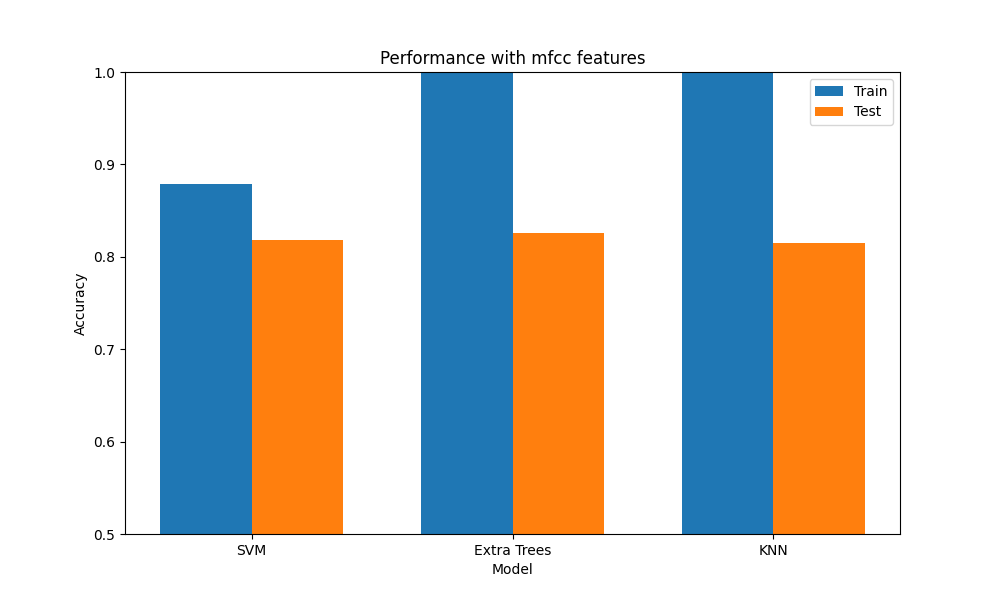 Performance with mfcc features
Train
Test
1.0
0.9
0.8
0.7
0.6
0.5
Accuracy
SVM
Extra Trees
KNN
Model